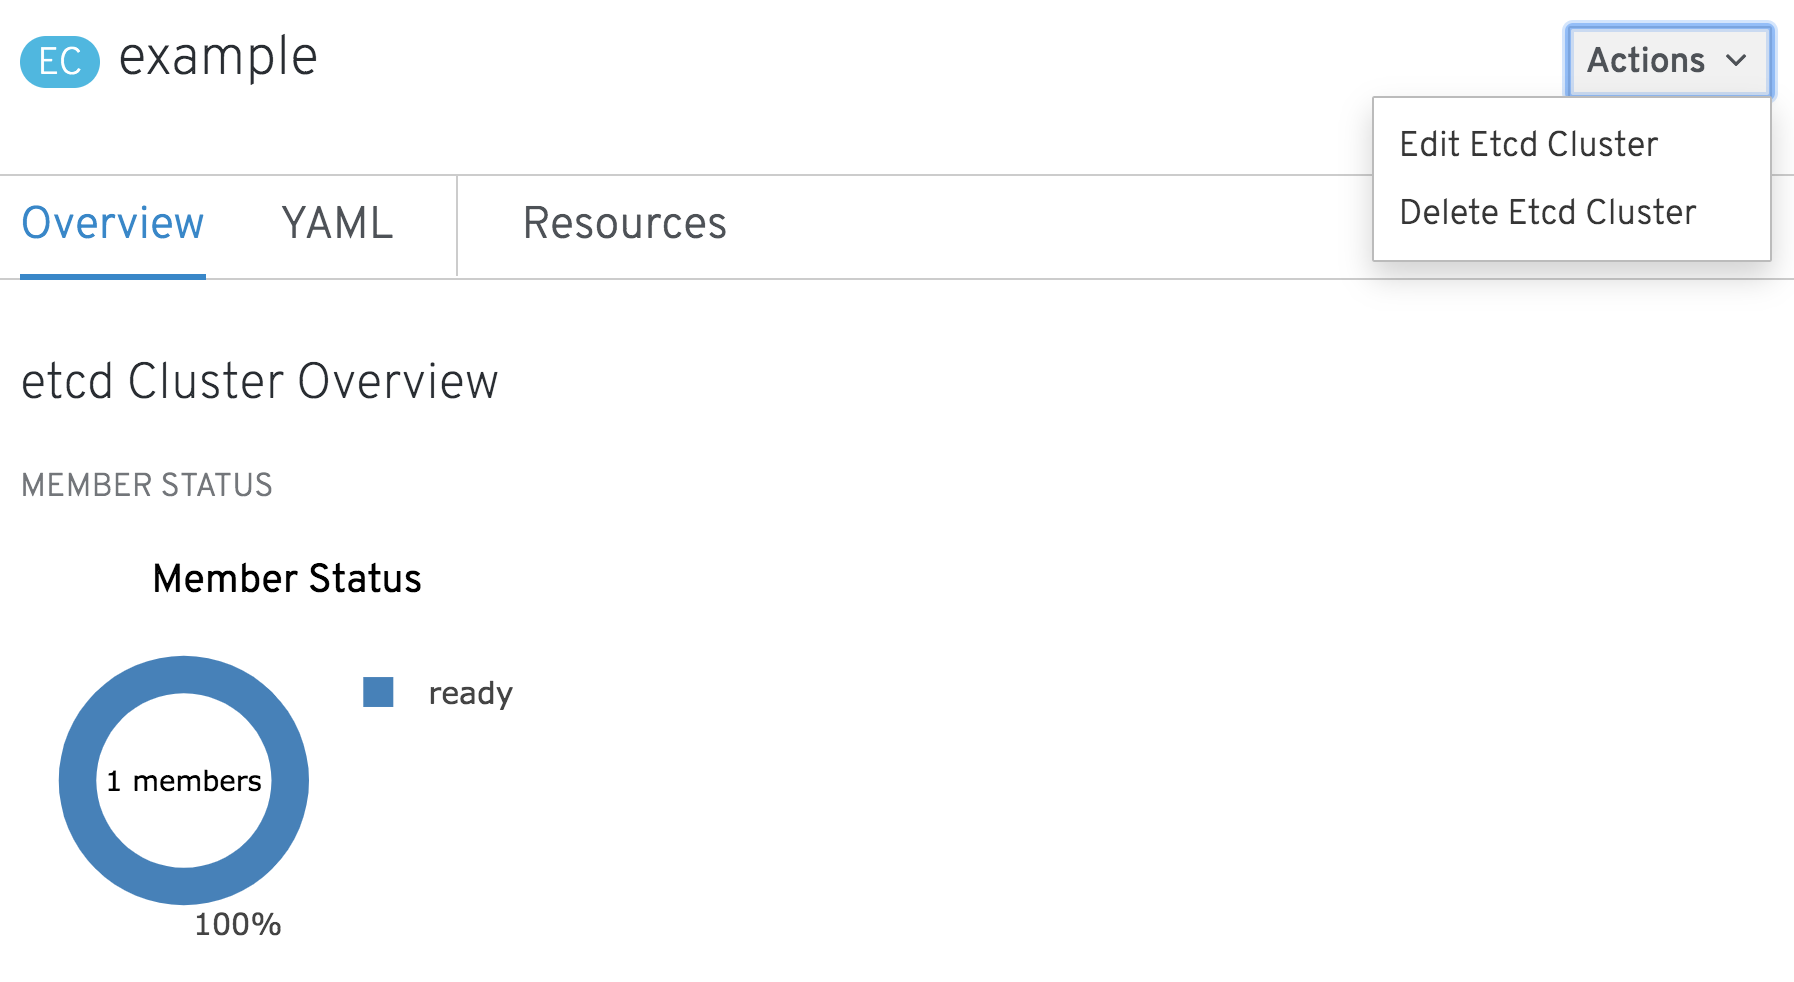 EC example
Actions
Edit Etcd Cluster
Delete Etcd Cluster
Overview YAML Resources
etcd Cluster Overview
MEMBER STATUS
Member Status
ready
1 members
100%